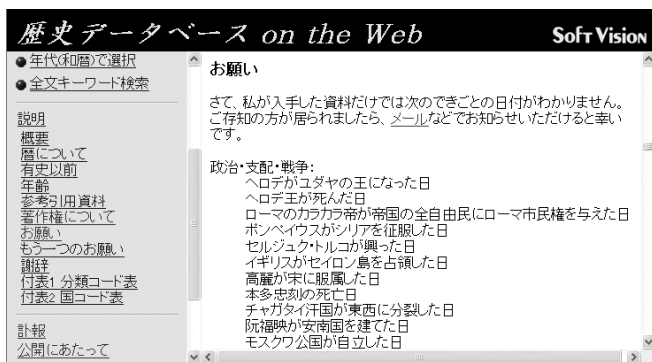 歴史データベース on the Web
SOFT VISION
年代(和暦)で選択
全文キーワード検索
説明
概要
暦について
有史以前
年齢
参考引用資料
著作権について
お願い
もう一つのお願い
謝辞
付表1 分類コード表
付表2 国コード表
訃報
公開にあたって
お願い
さて、私が入手した資料だけでは次のできごとの日付がわかりません。
ご存知の方が居られましたら、メールなどでお知らせいただけると幸い
です。
政治・支配・戦争:
ヘロデがユダヤの王になった日
ヘロデ王が死んだ日
ローマのカラカラ帝が帝国の全自由民にローマ市民権を与えた日
ポンペイウスがシリアを征服した日
セルジュク・トルコが興った日
イギリスがセイロン島を占領した日
高麗が宋に服属した日
本多忠刻の死亡日
チャガタイ汗国が東西に分裂した日
阮福映が安南国を建てた日
モスクワ公国が自立した日